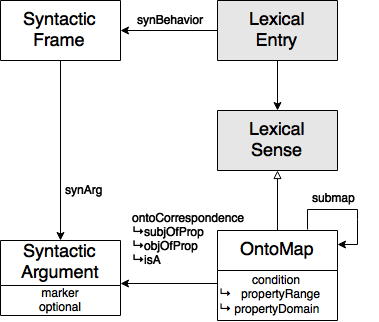 Syntactic
Frame
synBehavior
Lexical
Entry
Lexical
Sense
synArg
submap
ontoCorrespondence
↳subjOfProp
↳objOfProp
↳isA
Syntactic
Argument
marker
optional
OntoMap
condition
↳ propertyRange
↳ propertyDomain